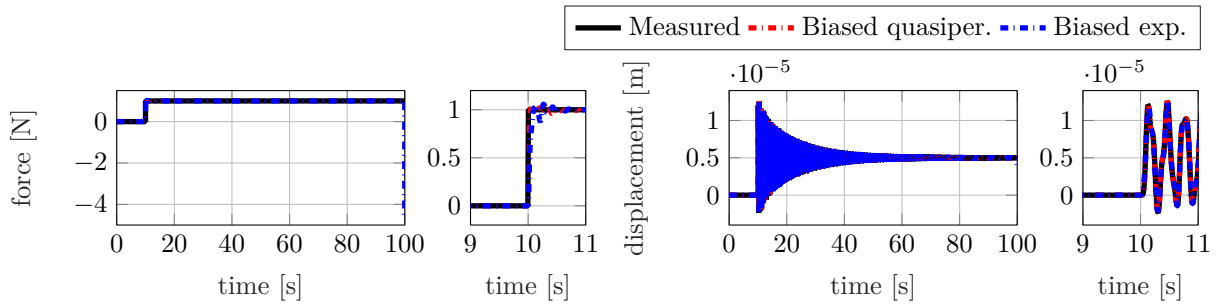 Measured Biased quasiper. Biased exp.
·10⁻⁵ ·10⁻⁵
force [N]
0
−2
−4
0 20 40 60 80 100
time [s]
1
0.5
0
9 10 11
time [s]
displacement [m]
1
0.5
0
0 20 40 60 80 100
time [s]
1
0.5
0
9 10 11
time [s]